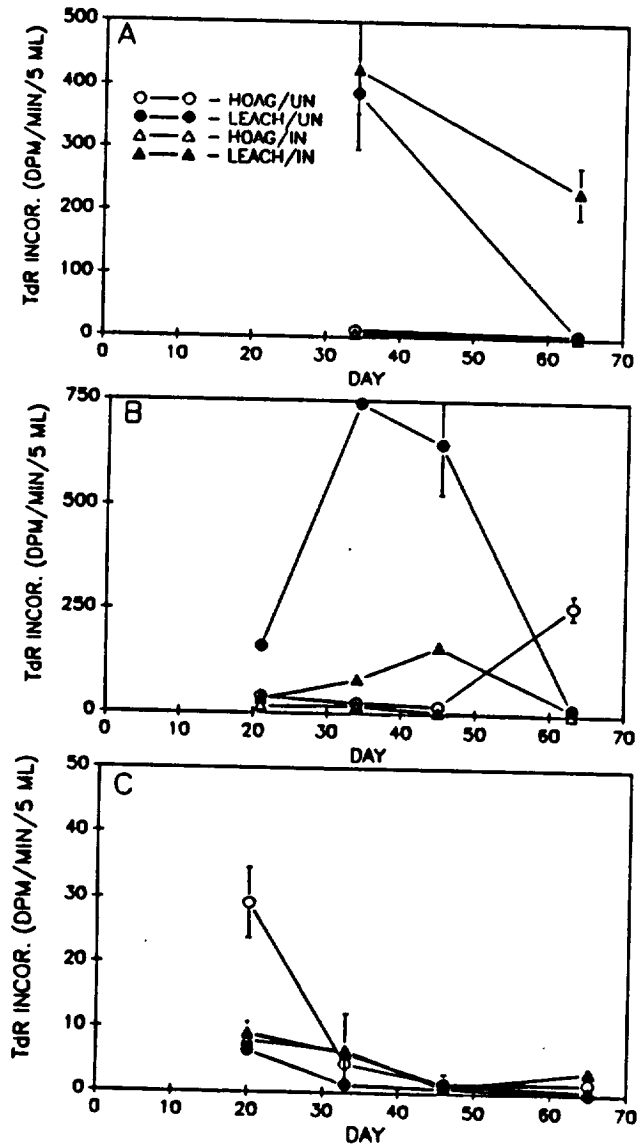 A
500
400
300
200
100
0
TdR INCOR. (DPM/MIN/5 ML)
– HOAG/UN
– LEACH/UN
– HOAG/IN
– LEACH/IN
0 10 20 30 40 50 60 70
DAY
B
750
500
250
0
TdR INCOR. (DPM/MIN/5 ML)
0 10 20 30 40 50 60 70
DAY
C
50
40
30
20
10
0
TdR INCOR. (DPM/MIN/5 ML)
0 10 20 30 40 50 60 70
DAY